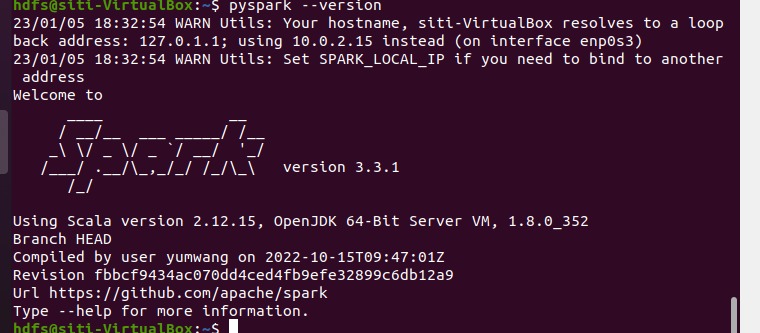 hdfs@siti-VirtualBox:~$ pyspark --version
23/01/05 18:32:54 WARN Utils: Your hostname, siti-VirtualBox resolves to a loop
back address: 127.0.1.1; using 10.0.2.15 instead (on interface enp0s3)
23/01/05 18:32:54 WARN Utils: Set SPARK_LOCAL_IP if you need to bind to another
 address
Welcome to
      ____              __
     / __/__  ___ _____/ /__
    _\ \/ _ \/ _ `/ __/  '_/
   /___/ .__/\_,_/_/ /_/\_\   version 3.3.1
      /_/

Using Scala version 2.12.15, OpenJDK 64-Bit Server VM, 1.8.0_352
Branch HEAD
Compiled by user yumwang on 2022-10-15T09:47:01Z
Revision fbbcf9434ac070dd4ced4fb9efe32899c6db12a9
Url https://github.com/apache/spark
Type --help for more information.
hdfs@siti-VirtualBox:~$